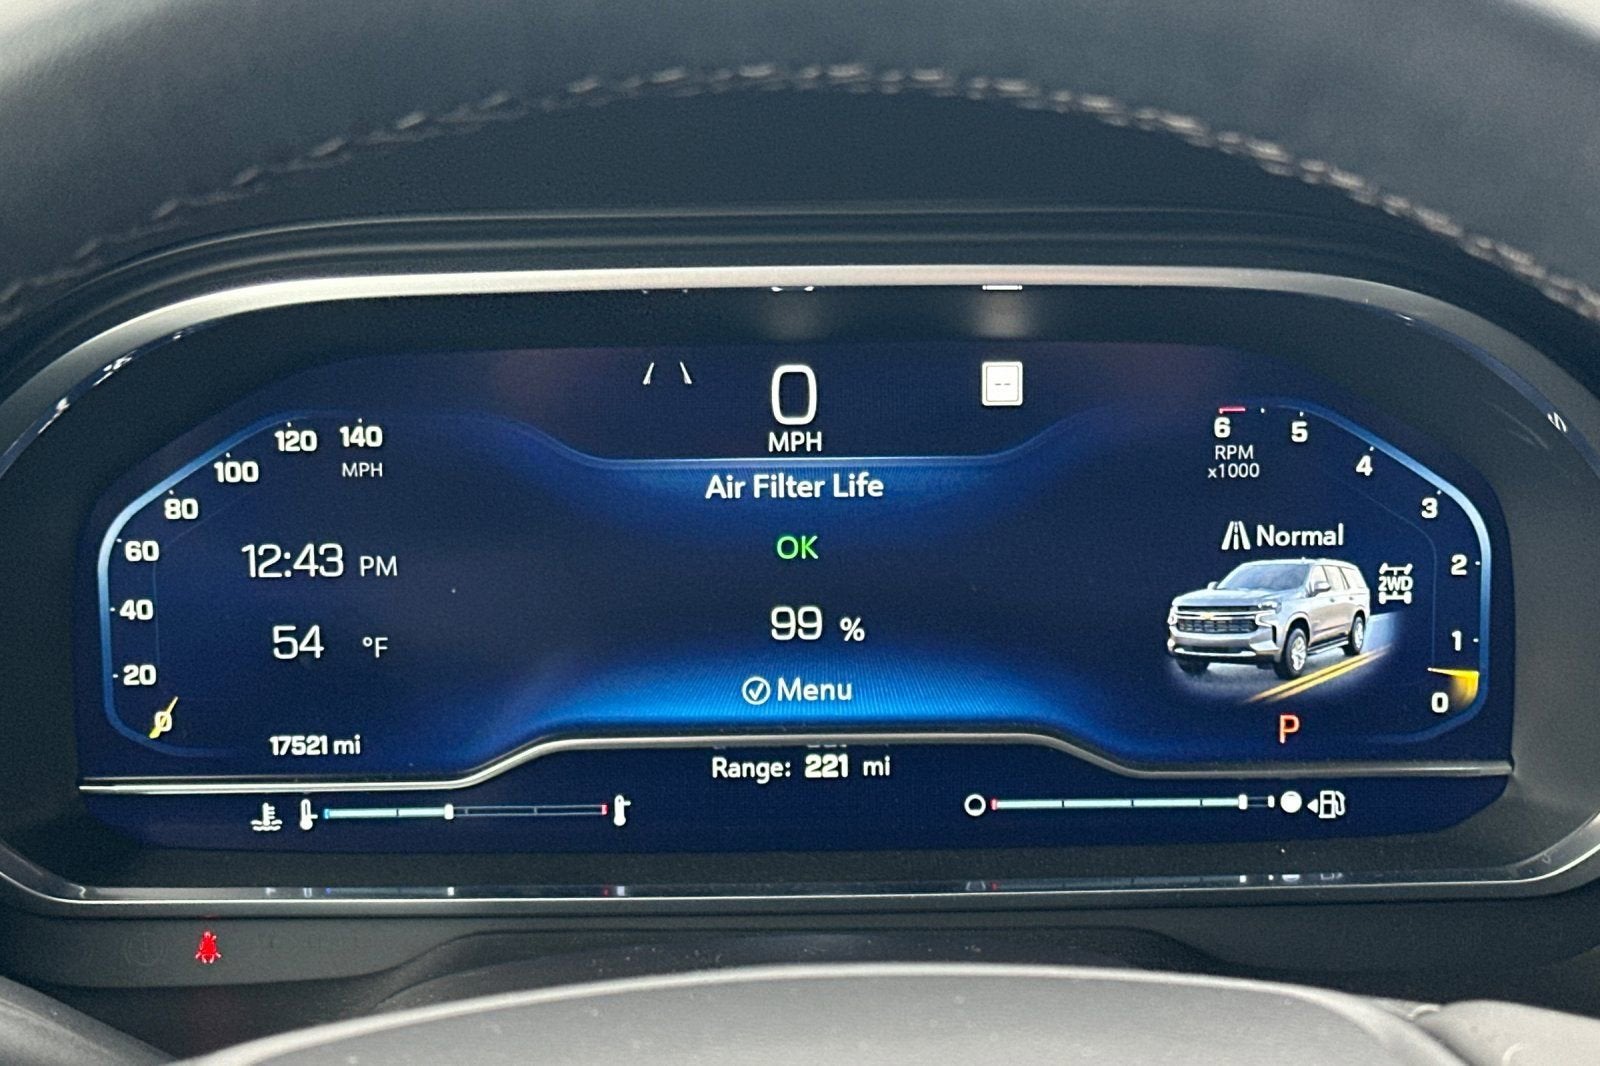 0
MPH
--
120 140
MPH
100
80
60
40
20
0
12:43 PM
54 °F
17521 mi
Air Filter Life
OK
99 %
Menu
Range: 221 mi
6 5
RPM
x1000
4
3
2
1
0
Normal
2WD
P